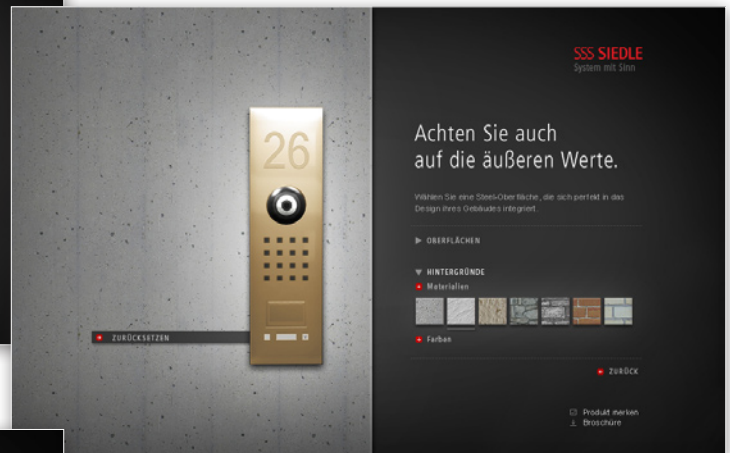 26
ZURÜCKSETZEN
SSS SIEDLE
System mit Sinn
Achten Sie auch
auf die äußeren Werte.
Wählen Sie eine Steel-Oberfläche, die sich perfekt in das
Design ihres Gebäudes integriert.
OBERFLÄCHEN
HINTERGRÜNDE
Materialien
Farben
ZURÜCK
Produkt merken
Broschüre